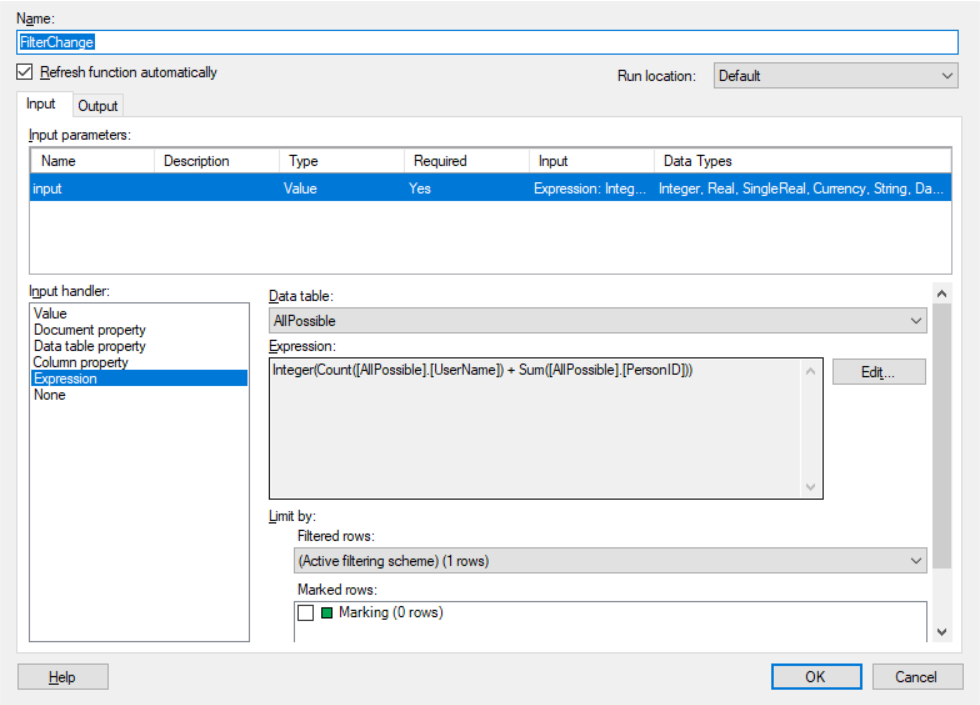 Name:
FilterChange
Refresh function automatically
Run location:
Default
Input
Output
Input parameters:
Name Description Type Required Input Data Types
input Value Yes Expression: Integ... Integer, Real, SingleReal, Currency, String, Da...
Input handler:
Value
Document property
Data table property
Column property
Expression
None
Data table:
AllPossible
Expression:
Integer(Count([AllPossible].[UserName]) + Sum([AllPossible].[PersonID]))
Edit...
Limit by:
Filtered rows:
(Active filtering scheme) (1 rows)
Marked rows:
Marking (0 rows)
Help
OK
Cancel